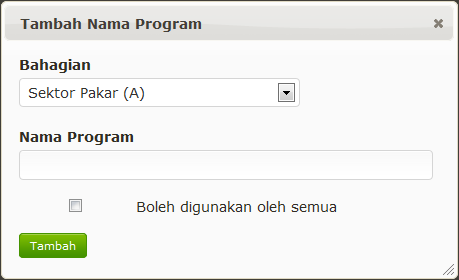 Tambah Nama Program
Bahagian
Sektor Pakar (A)
Nama Program
Boleh digunakan oleh semua
Tambah